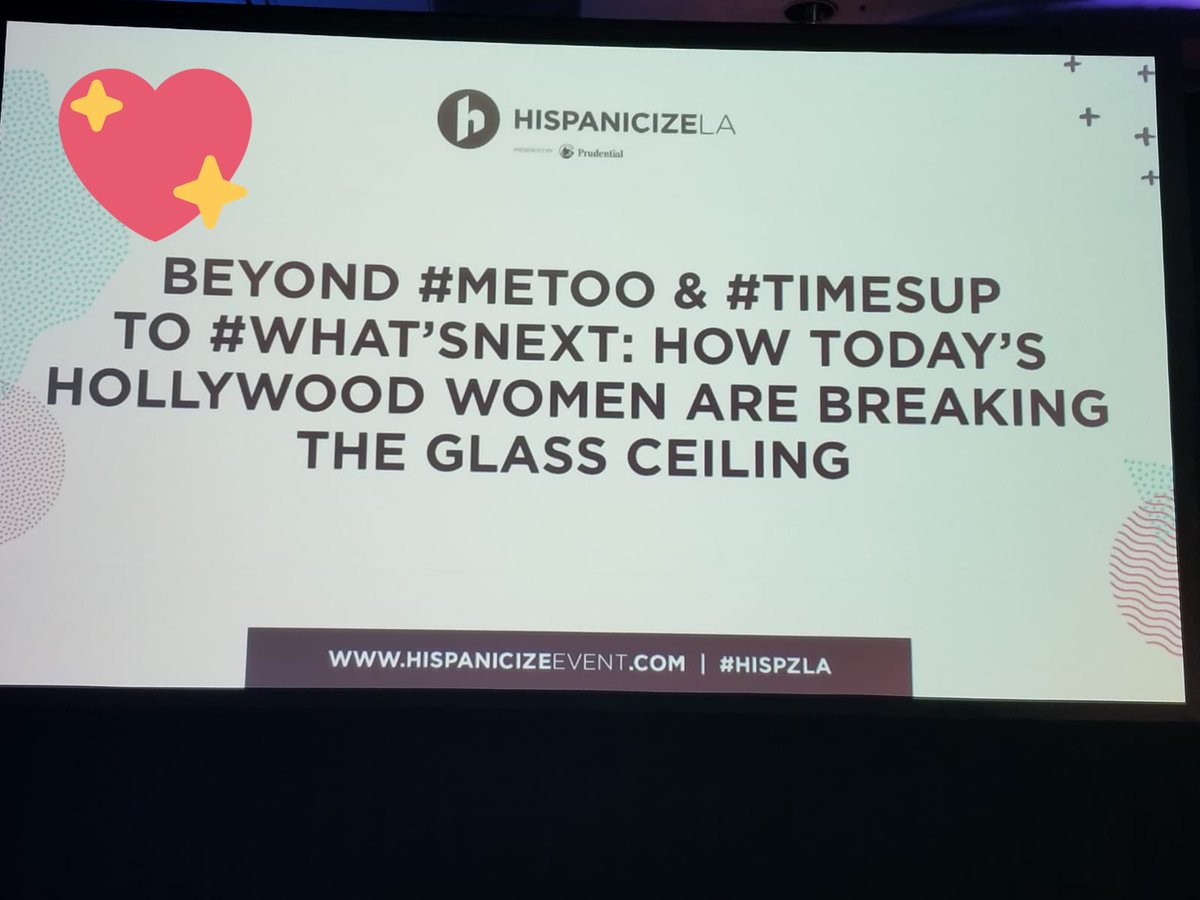 HISPANICIZELA
PRESENTED BY Prudential
BEYOND #METOO & #TIMESUP
TO #WHAT'SNEXT: HOW TODAY'S
HOLLYWOOD WOMEN ARE BREAKING
THE GLASS CEILING
WWW.HISPANICIZEEVENT.COM | #HISPZLA